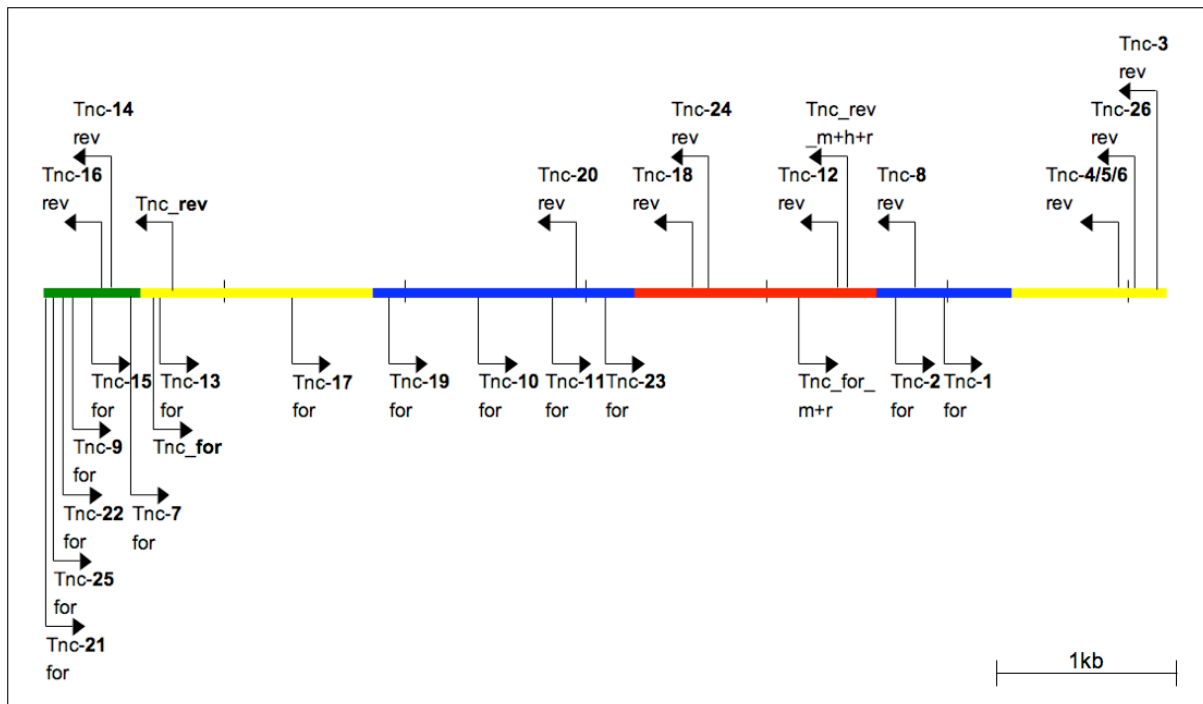 Tnc-3
rev
Tnc-14
rev
Tnc-24
rev
Tnc_rev
_m+h+r
Tnc-26
rev
Tnc-16
rev
Tnc_rev
Tnc-20
rev
Tnc-18
rev
Tnc-12
rev
Tnc-8
rev
Tnc-4/5/6
rev
Tnc-15
for
Tnc-13
for
Tnc-17
for
Tnc-19
for
Tnc-10
for
Tnc-11
for
Tnc-23
for
Tnc_for_
m+r
Tnc-2
for
Tnc-1
for
Tnc-9
for
Tnc_for
Tnc-22
for
Tnc-7
for
Tnc-25
for
Tnc-21
for
1kb